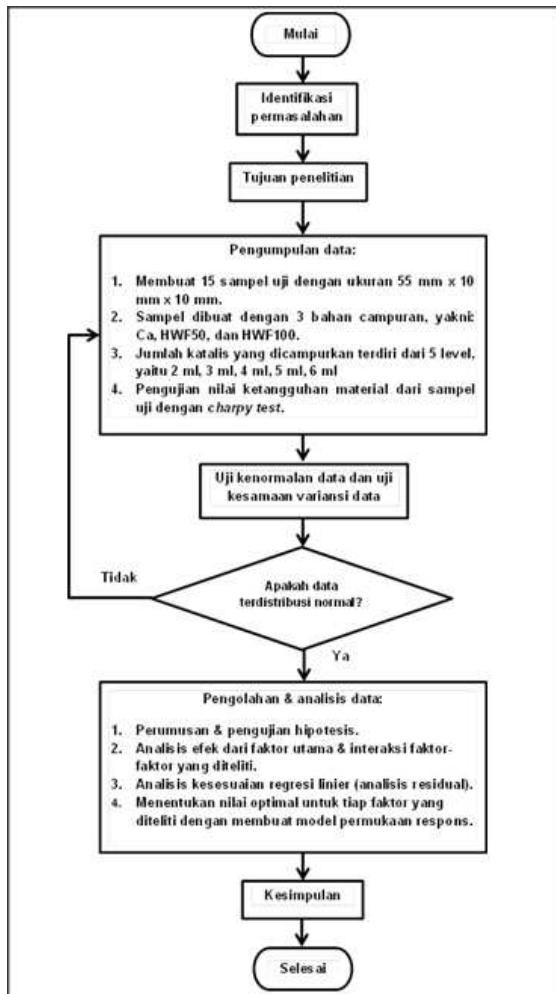 Mulai
Identifikasi
permasalahan
Tujuan penelitian
Pengumpulan data:
1. Membuat 15 sampel uji dengan ukuran 55 mm x 10
mm x 10 mm.
2. Sampel dibuat dengan 3 bahan campuran, yakni:
Ca, HWF50, dan HWF100.
3. Jumlah katalis yang dicampurkan terdiri dari 5 level,
yaitu 2 ml, 3 ml, 4 ml, 5 ml, 6 ml
4. Pengujian nilai ketangguhan material dari sampel
uji dengan charpy test.
Uji kenormalan data dan uji
kesamaan variansi data
Tidak
Apakah data
terdistribusi normal?
Ya
Pengolahan & analisis data:
1. Perumusan & pengujian hipotesis.
2. Analisis efek dari faktor utama & interaksi faktor-
faktor yang diteliti.
3. Analisis kesesuaian regresi linier (analisis residual).
4. Menentukan nilai optimal untuk tiap faktor yang
diteliti dengan membuat model permukaan respons.
Kesimpulan
Selesai